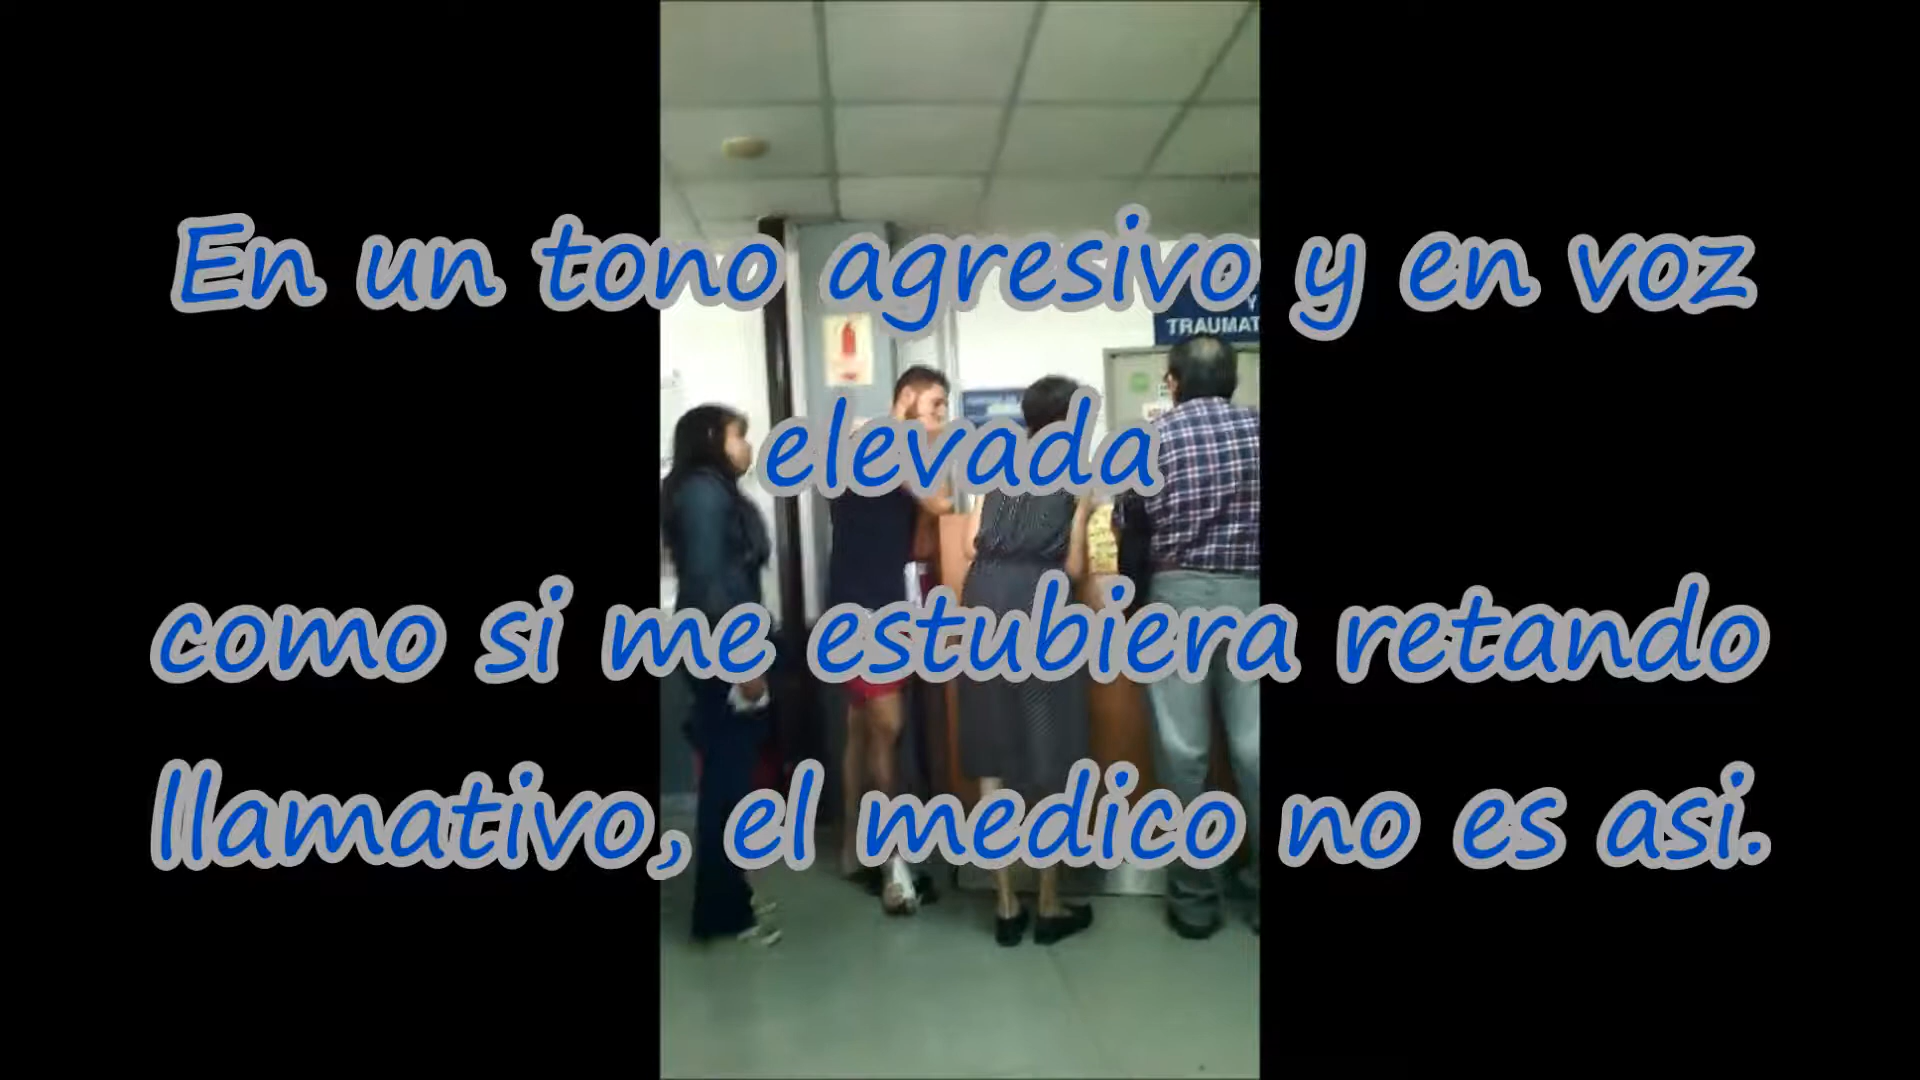 En un tono agresivo y en voz
elevada
como si me estubiera retando
llamativo, el medico no es asi.
Y
TRAUMAT